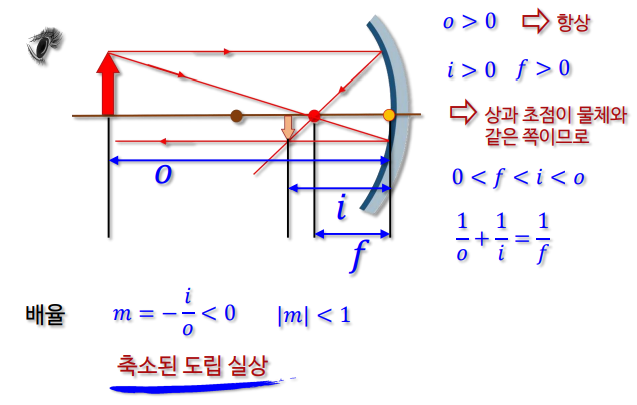 o > 0 ⇨ 항상
i > 0 f > 0
⇨ 상과 초점이 물체와
같은 쪽이므로
0 < f < i < o
1/o + 1/i = 1/f
o
i
f
배율 m = − i/o < 0 |m| < 1
축소된 도립 실상